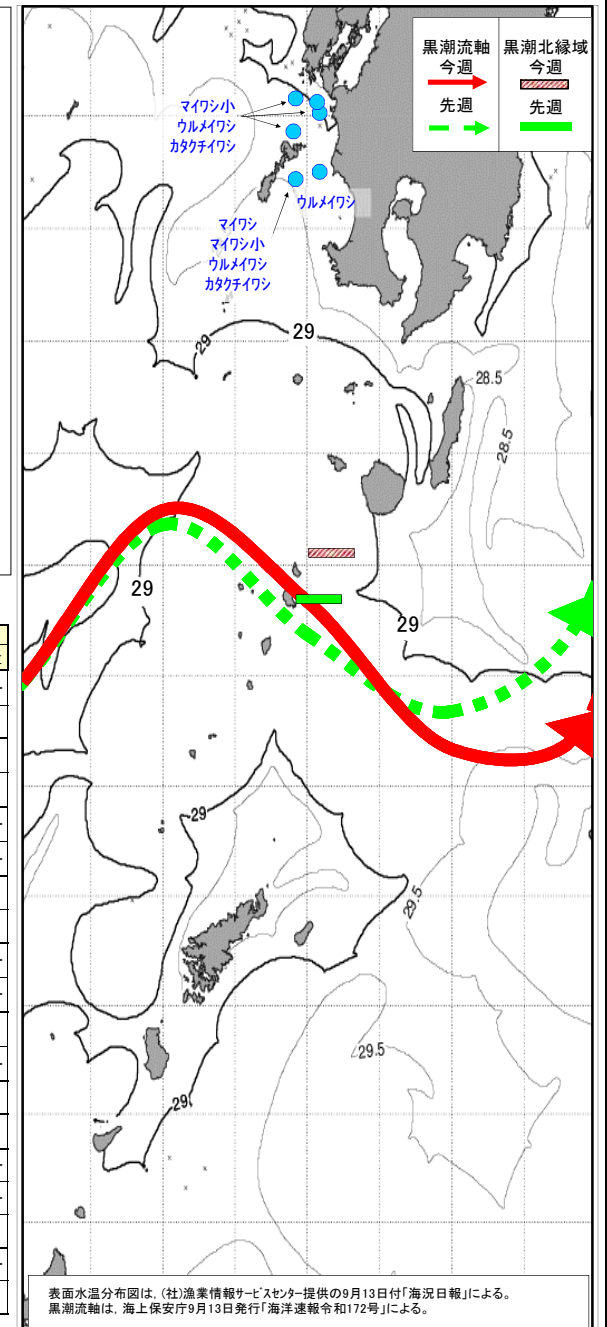 黒潮流軸
今週
先週
黒潮北縁域
今週
先週
マイワシ小
ウルメイワシ
カタクチイワシ
ウルメイワシ
マイワシ
マイワシ小
ウルメイワシ
カタクチイワシ
29
29
28.5
28.5
29
29
29
29.5
29.5
29
表面水温分布図は, (社)漁業情報サービスセンター提供の9月13日付「海況日報」による。
黒潮流軸は, 海上保安庁9月13日発行「海洋速報令和172号」による。